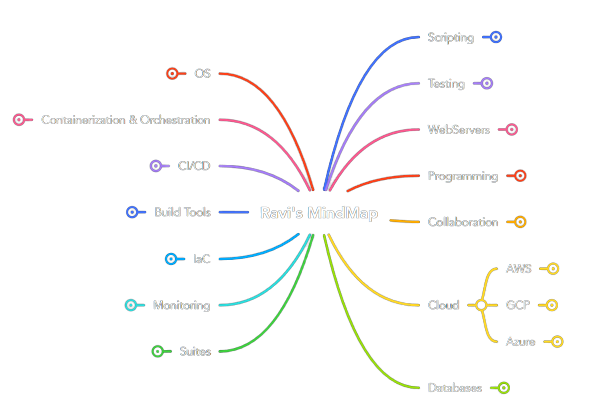 Ravi's MindMap
OS
Containerization & Orchestration
CI/CD
Build Tools
IaC
Monitoring
Suites
Scripting
Testing
WebServers
Programming
Collaboration
Cloud
AWS
GCP
Azure
Databases